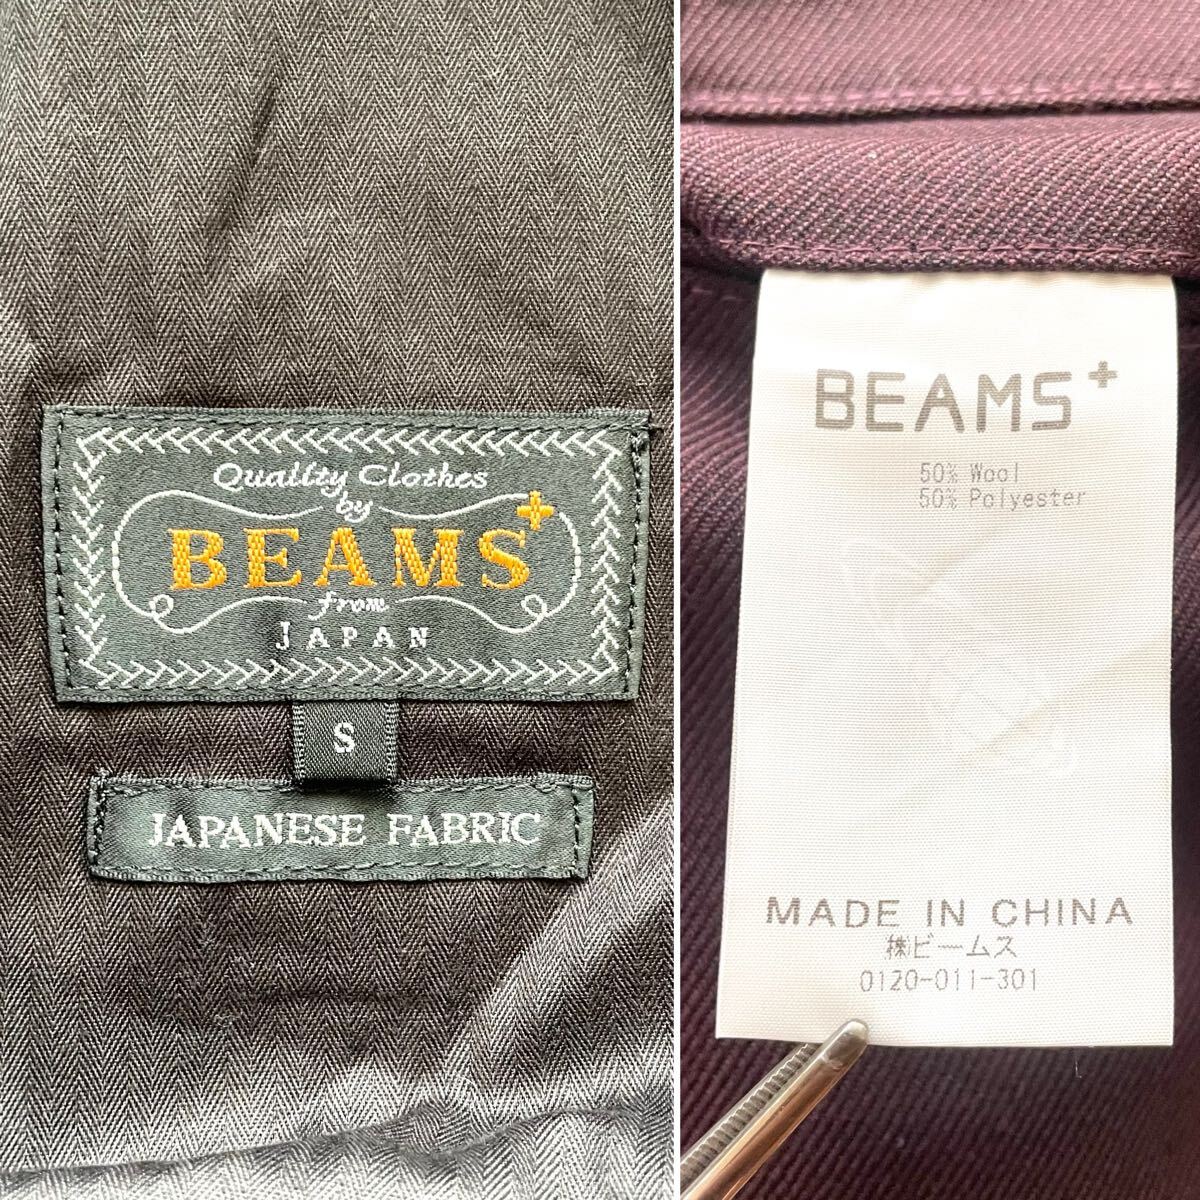 Quality Clothes
by
BEAMS+
from
JAPAN
S
JAPANESE FABRIC
BEAMS+
50% Wool
50% Polyester
MADE IN CHINA
㈱ビームス
0120-011-301